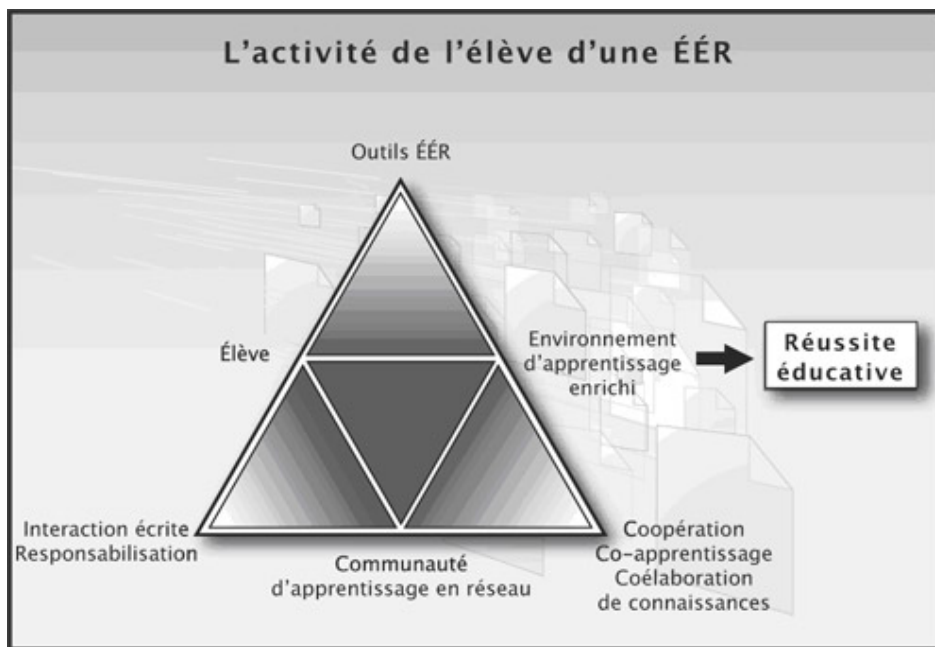 L'activité de l'élève d'une ÉÉR
Outils ÉÉR
Élève
Environnement
d'apprentissage
enrichi
Réussite
éducative
Interaction écrite
Responsabilisation
Communauté
d'apprentissage en réseau
Coopération
Co-apprentissage
Coélaboration
de connaissances